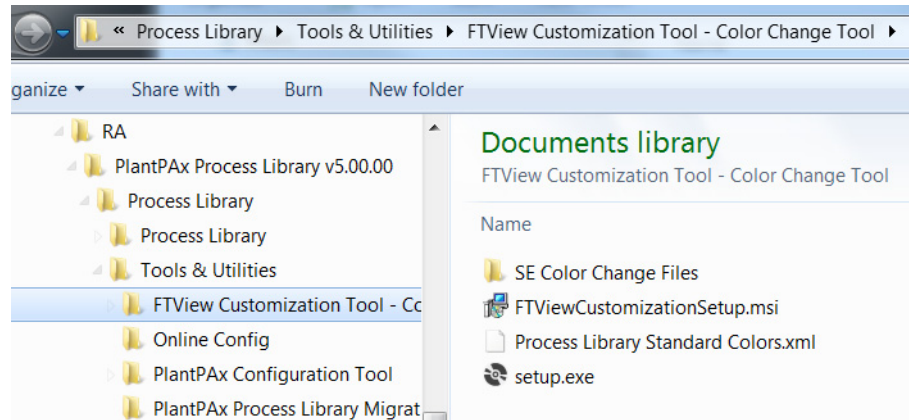 « Process Library ▸ Tools & Utilities ▸ FTView Customization Tool - Color Change Tool ▸
ganize ▾ Share with ▾ Burn New folder
RA
PlantPAx Process Library v5.00.00
Process Library
Process Library
Tools & Utilities
FTView Customization Tool - Co
Online Config
PlantPAx Configuration Tool
PlantPAx Process Library Migrat
Documents library
FTView Customization Tool - Color Change Tool
Name
SE Color Change Files
FTViewCustomizationSetup.msi
Process Library Standard Colors.xml
setup.exe